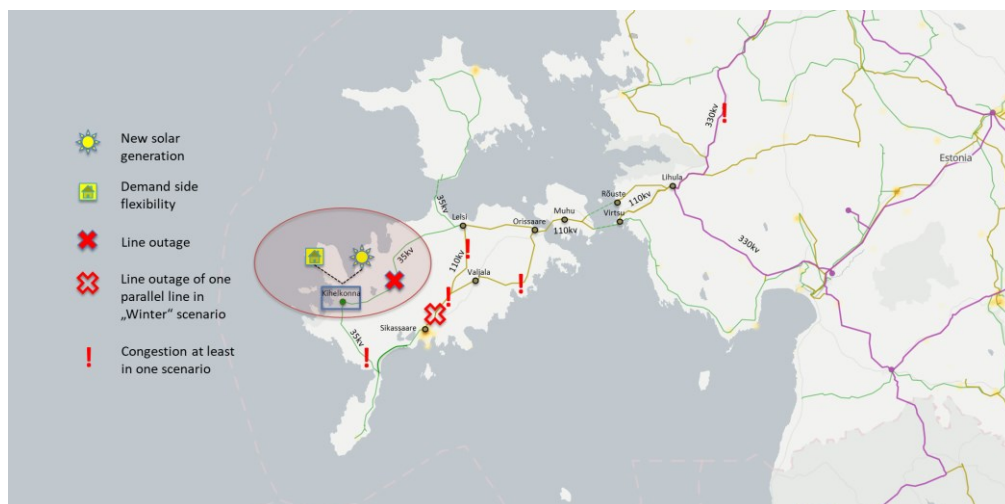 New solar
generation
Demand side
flexibility
Line outage
Line outage of one
parallel line in
„Winter“ scenario
Congestion at least
in one scenario
330kv
Estonia
Lihula
Rõuste
110kv
Virtsu
35kv
Muhu
110kv
Leisi
Orissaare
330kv
35kv
110kv
Valjala
Kihelkonna
Sikassaare
35kv